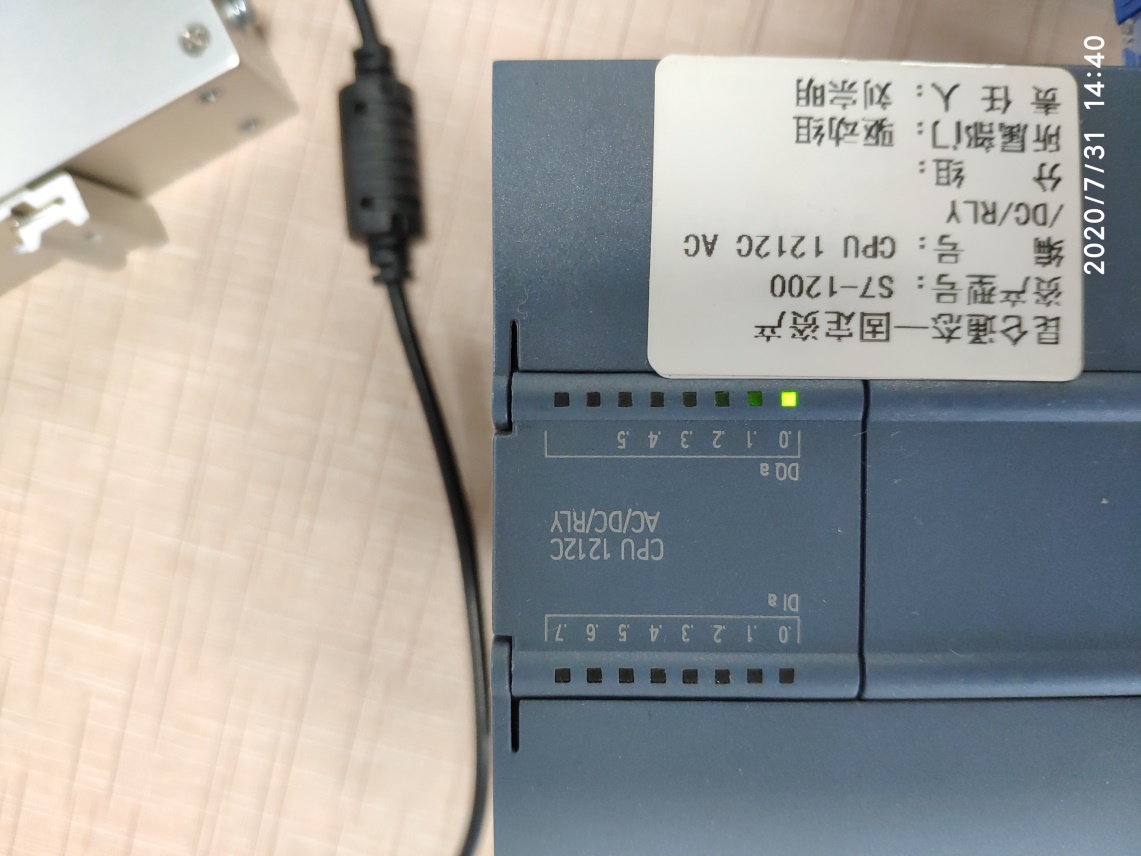 昆仑通态—固定资产
资产型号: S7-1200
编 号: CPU 1212C AC
/DC/RLY
分 组:
所属部门: 驱动组
责 任 人: 刘宗明
.0 .1 .2 .3 .4 .5 .6 .7
DI a
CPU 1212C
AC/DC/RLY
DQ a
.0 .1 .2 .3 .4 .5
2020/7/31 14:40